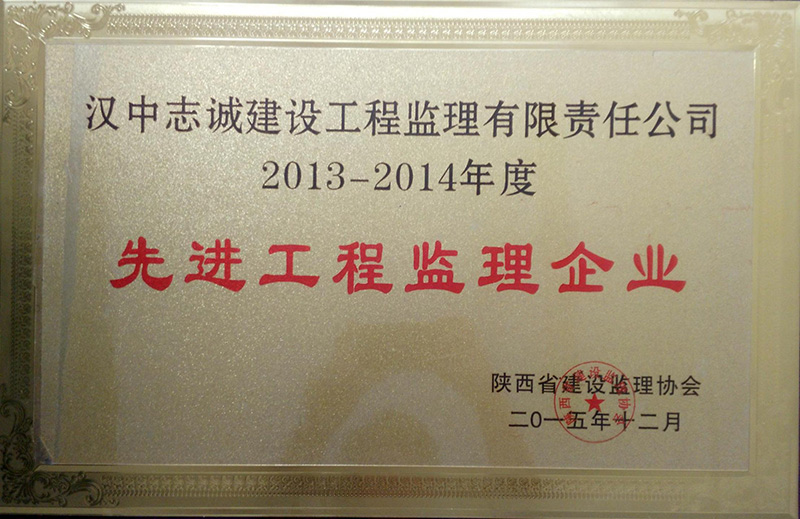 汉中志诚建设工程监理有限责任公司
2013-2014年度
先进工程监理企业
陕西省建设监理协会
二0一五年十二月